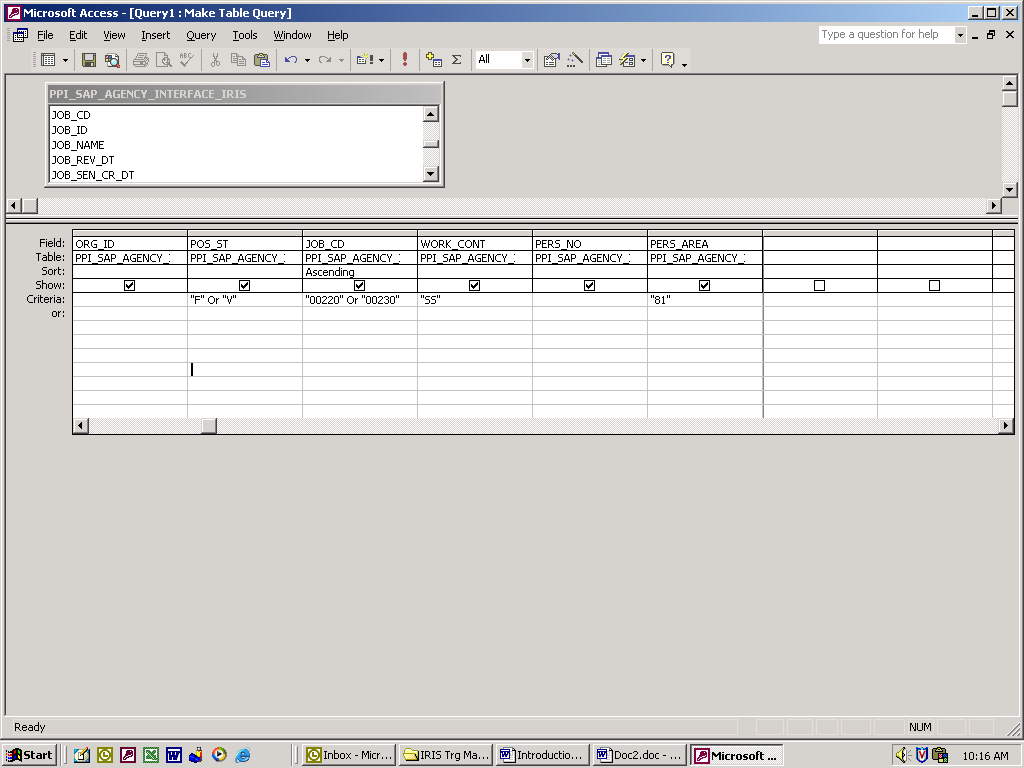 Microsoft Access - [Query1 : Make Table Query]
File Edit View Insert Query Tools Window Help Type a question for help
All
PPI_SAP_AGENCY_INTERFACE_IRIS
JOB_CD
JOB_ID
JOB_NAME
JOB_REV_DT
JOB_SEN_CR_DT
Field: ORG_ID POS_ST JOB_CD WORK_CONT PERS_NO PERS_AREA
Table: PPI_SAP_AGENCY_: PPI_SAP_AGENCY_: PPI_SAP_AGENCY_: PPI_SAP_AGENCY_: PPI_SAP_AGENCY_: PPI_SAP_AGENCY_:
Sort: Ascending
Show:
Criteria: "F" Or "V" "00220" Or "00230" "SS" "81"
or:
Ready NUM
Start Inbox - Micr... IRIS Trg Ma... Introductio... Doc2.doc - ... Microsoft ... 10:16 AM